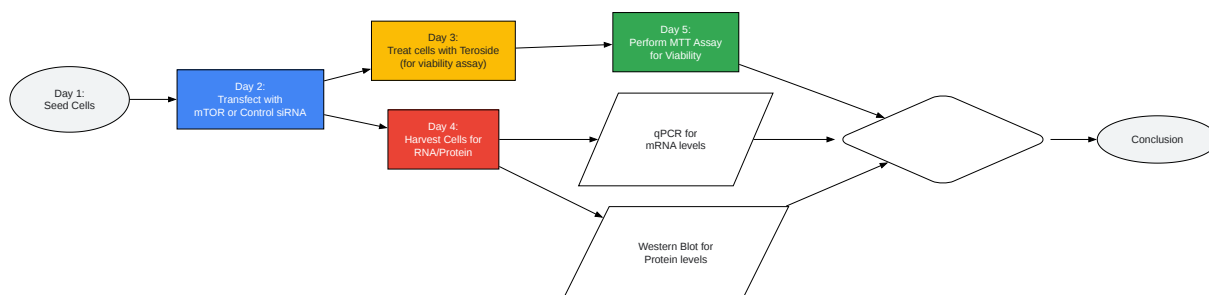 Day 1:
Seed Cells
Day 2:
Transfect with
mTOR or Control siRNA
Day 3:
Treat cells with Teroside
(for viability assay)
Day 4:
Harvest Cells for
RNA/Protein
Day 5:
Perform MTT Assay
for Viability
qPCR for
mRNA levels
Western Blot for
Protein levels
Conclusion